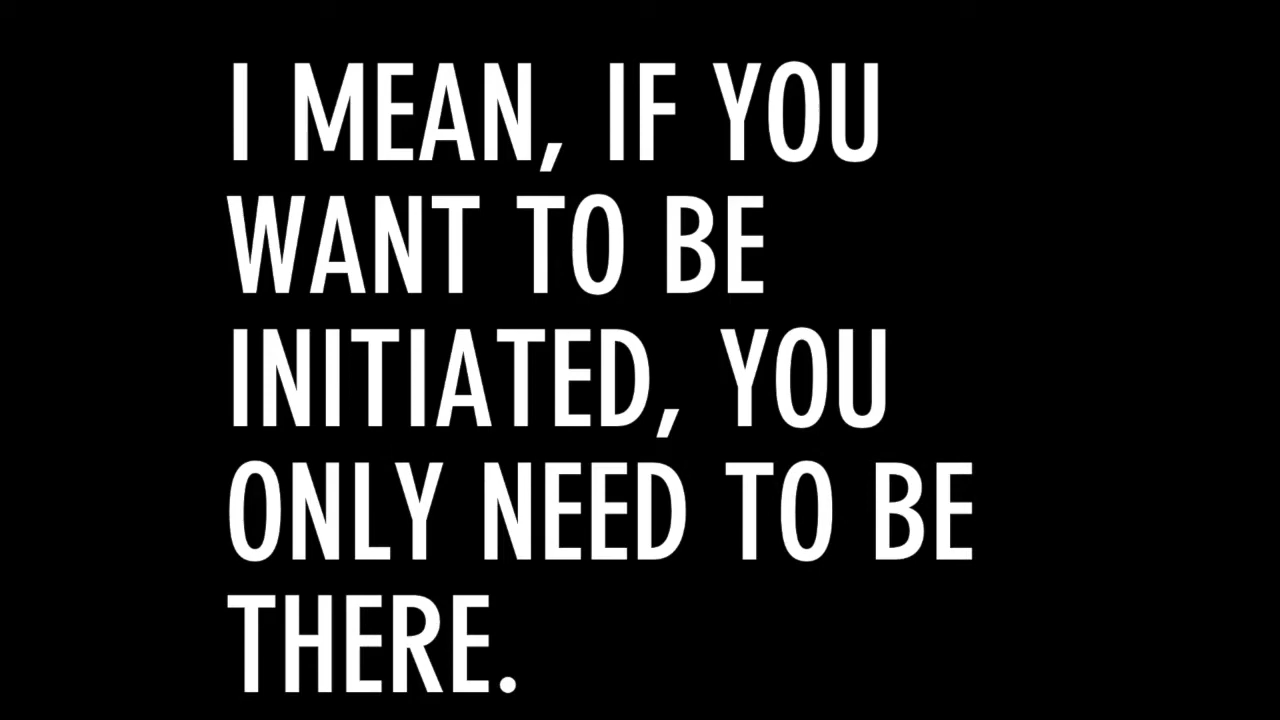 I MEAN, IF YOU
WANT TO BE
INITIATED, YOU
ONLY NEED TO BE
THERE.